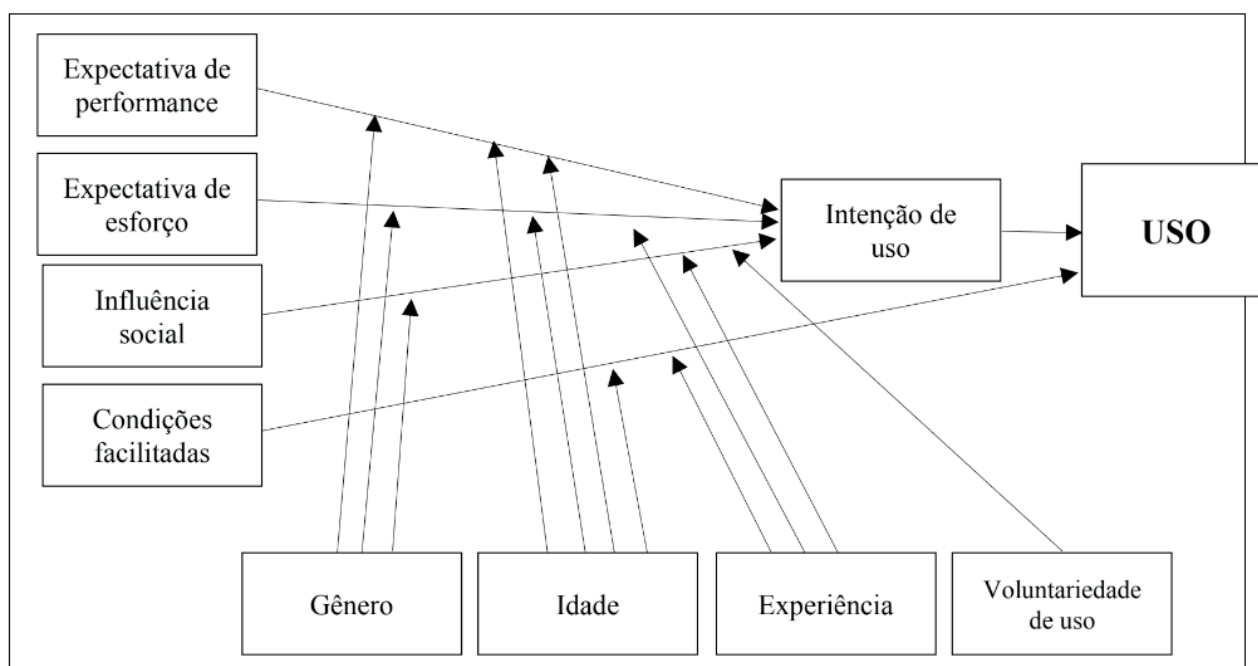 Expectativa de
performance
Expectativa de
esforço
Influência
social
Condições
facilitadas
Intenção de
uso
USO
Gênero
Idade
Experiência
Voluntariedade
de uso